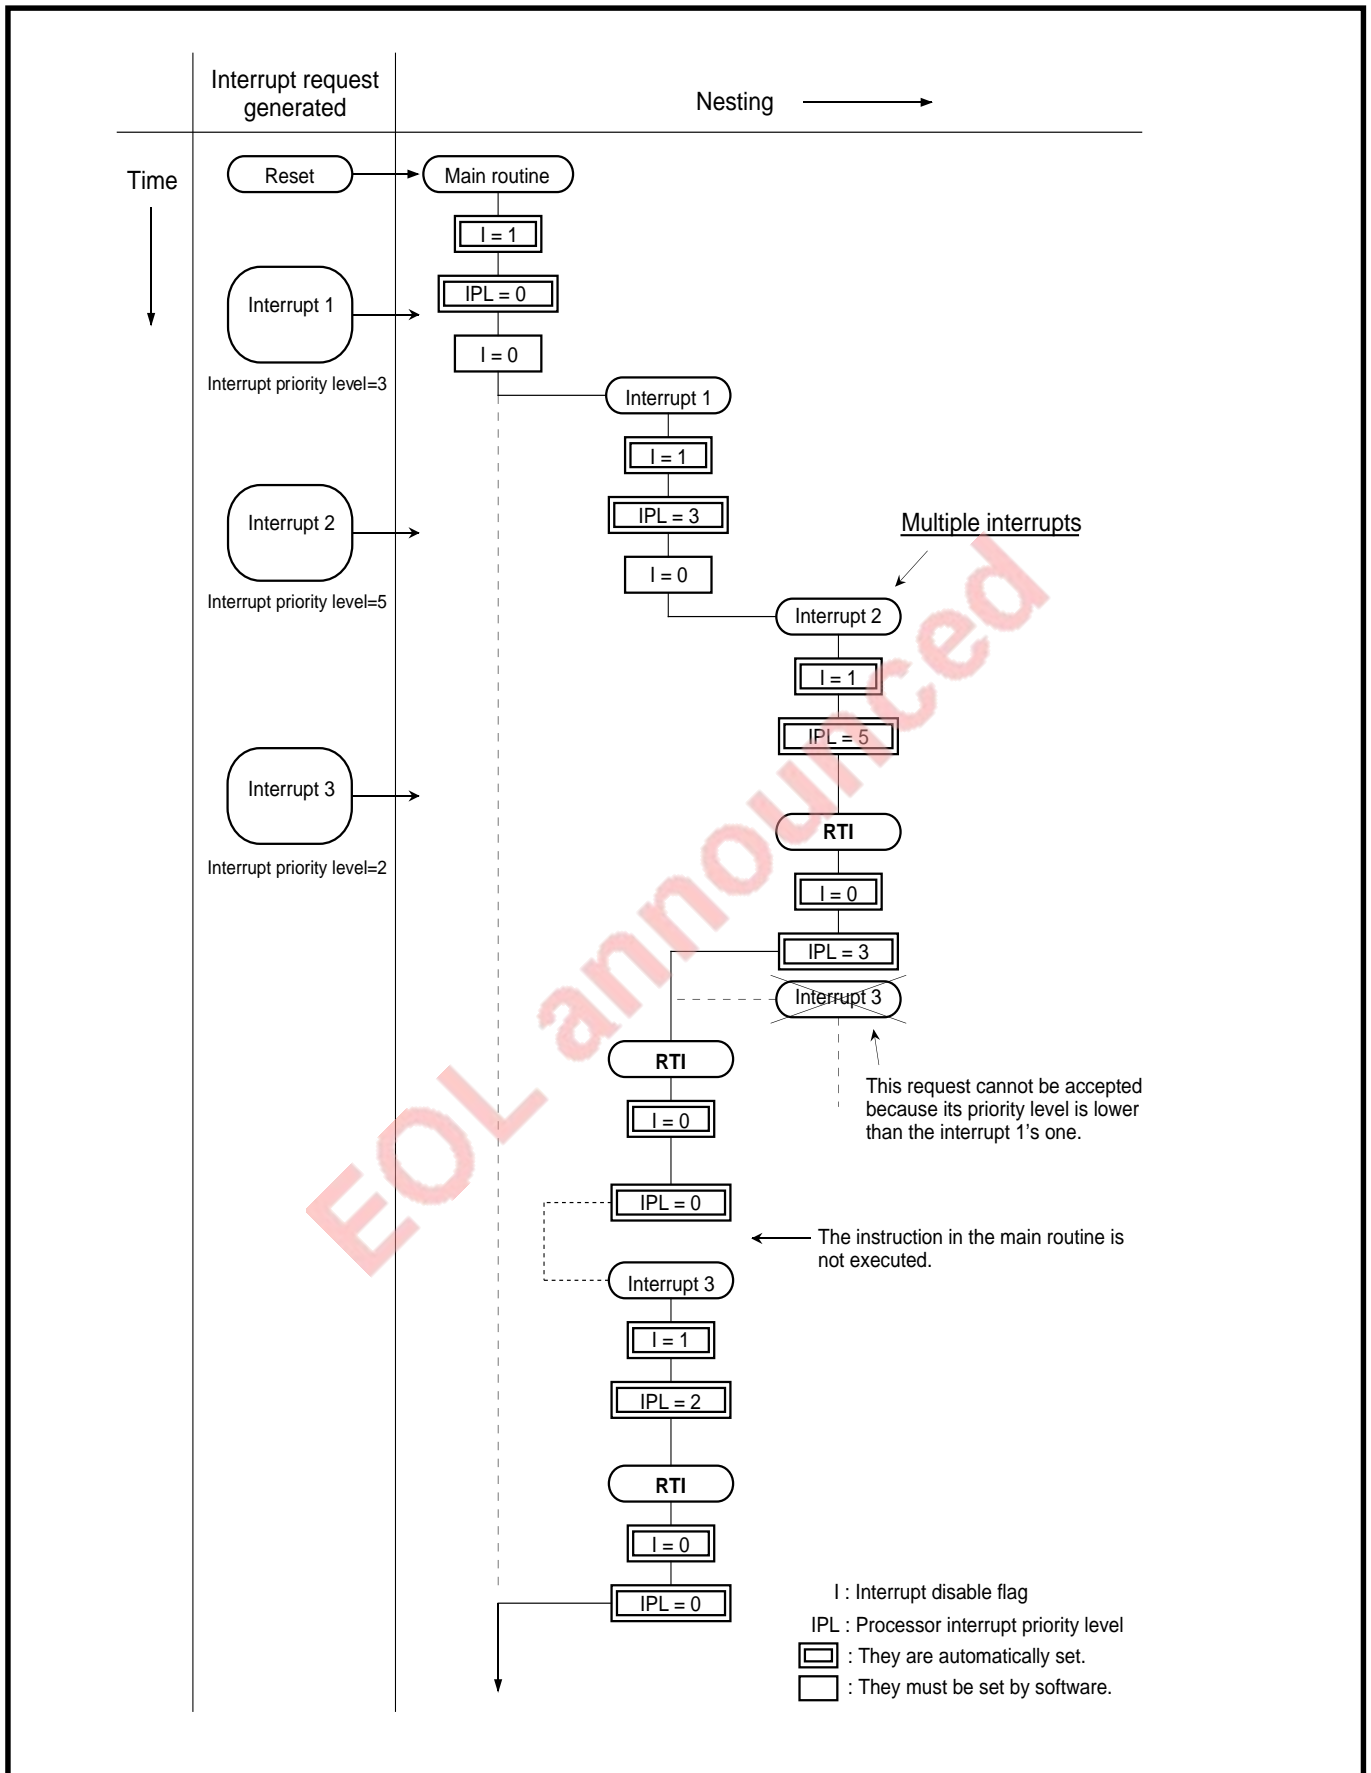 Interrupt request
generated
Nesting
Time
Reset
Main routine
I = 1
IPL = 0
Interrupt 1
I = 0
Interrupt priority level=3
Interrupt 1
I = 1
IPL = 3
Interrupt 2
Multiple interrupts
I = 0
Interrupt priority level=5
Interrupt 2
I = 1
IPL = 5
Interrupt 3
RTI
Interrupt priority level=2
I = 0
IPL = 3
Interrupt 3
RTI
This request cannot be accepted
because its priority level is lower
than the interrupt 1's one.
I = 0
IPL = 0
The instruction in the main routine is
not executed.
Interrupt 3
I = 1
IPL = 2
RTI
I = 0
IPL = 0
I : Interrupt disable flag
IPL : Processor interrupt priority level
: They are automatically set.
: They must be set by software.
EOL announced